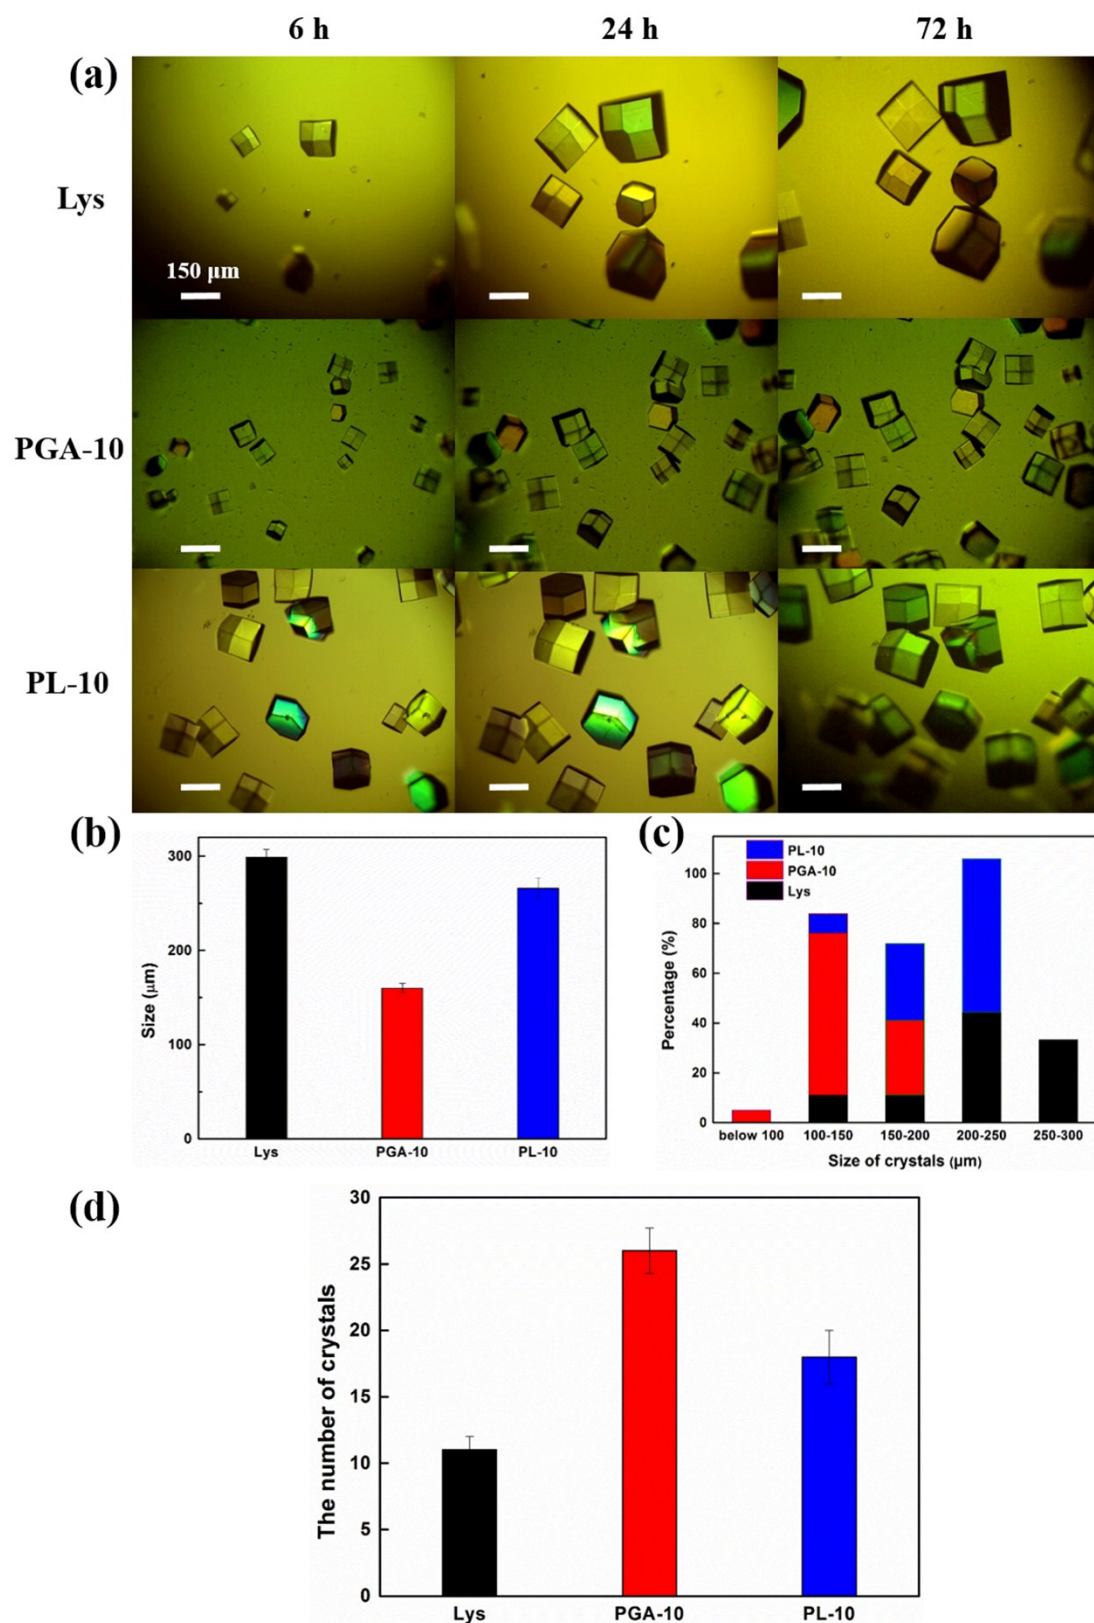 6 h 24 h 72 h
(a)
Lys
150 μm
PGA-10
PL-10
(b)
300
200
100
0
Size (μm)
Lys PGA-10 PL-10
(c)
PL-10
PGA-10
Lys
100
80
60
40
20
0
Percentage (%)
below 100 100-150 150-200 200-250 250-300
Size of crystals (μm)
(d)
30
25
20
15
10
5
0
The number of crystals
Lys PGA-10 PL-10